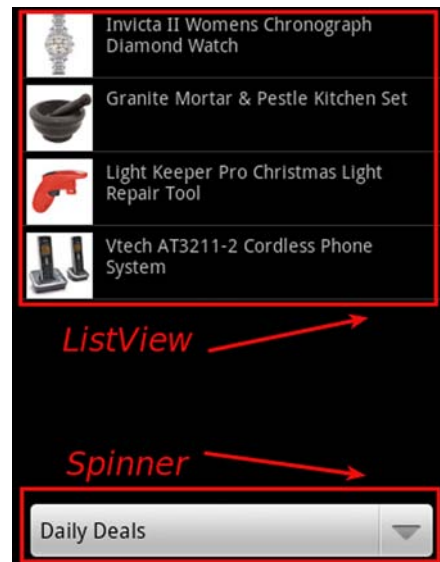 Invicta II Womens Chronograph
Diamond Watch
Granite Mortar & Pestle Kitchen Set
Light Keeper Pro Christmas Light
Repair Tool
Vtech AT3211-2 Cordless Phone
System
ListView
Spinner
Daily Deals